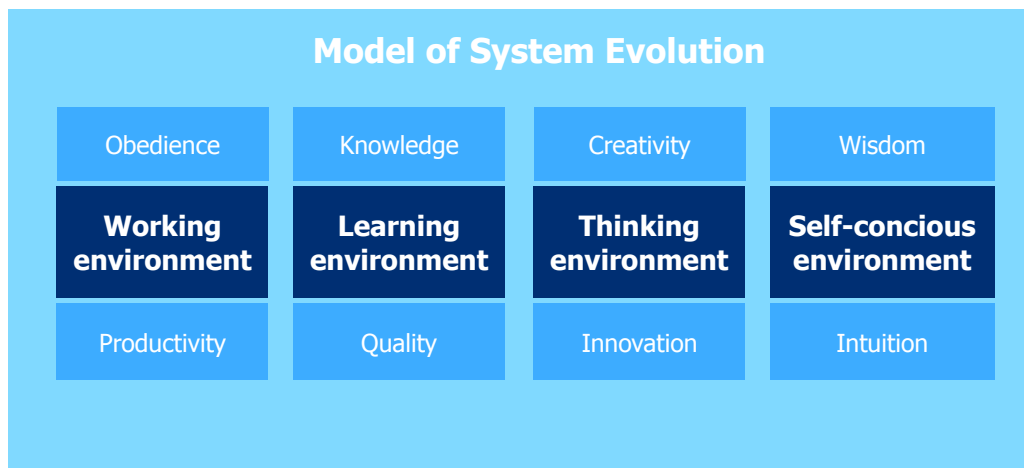 Model of System Evolution
Obedience
Knowledge
Creativity
Wisdom
Working
environment
Learning
environment
Thinking
environment
Self-concious
environment
Productivity
Quality
Innovation
Intuition